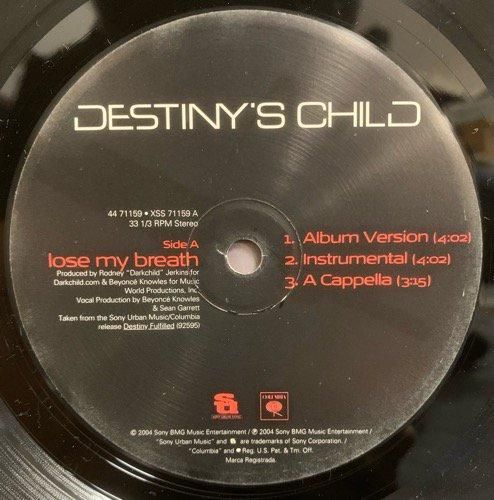 DESTINY'S CHILD
44 71159 • XSS 71159 A
33 1/3 RPM Stereo
Side A
lose my breath
Produced by Rodney "Darkchild" Jerkins for
Darkchild.com & Beyoncé Knowles for Music
World Productions, Inc.
Vocal Production by Beyoncé Knowles
& Sean Garrett
Taken from the Sony Urban Music/Columbia
release Destiny Fulfilled (92595)
1. Album Version (4:02)
2. Instrumental (4:02)
3. A Cappella (3:15)
COLUMBIA
© 2004 Sony BMG Music Entertainment / ℗ 2004 Sony BMG Music Entertainment /
"Sony Urban Music" and are trademarks of Sony Corporation. /
"Columbia" and ® Reg. U.S. Pat. & Tm. Off.
Marca Registrada.